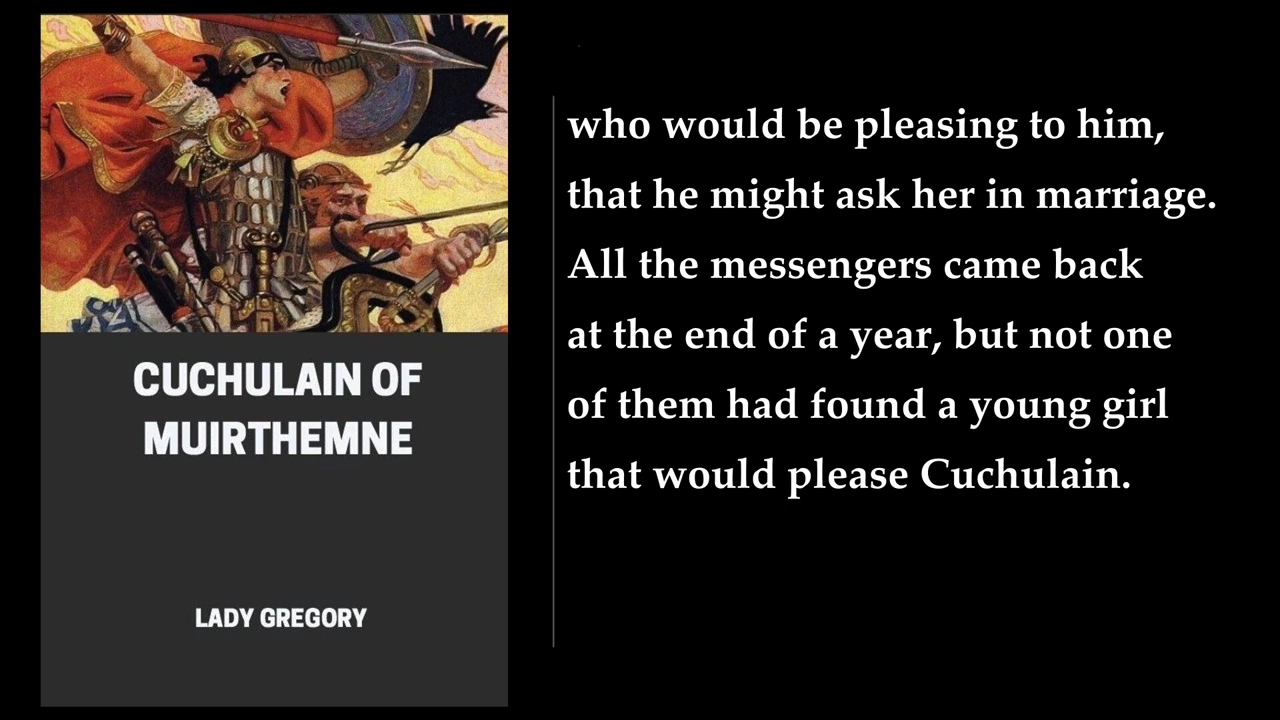 CUCHULAIN OF
MUIRTHEMNE
LADY GREGORY
who would be pleasing to him,
that he might ask her in marriage.
All the messengers came back
at the end of a year, but not one
of them had found a young girl
that would please Cuchulain.